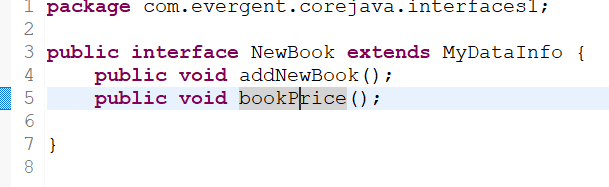 1 package com.evergent.corejava.interfaces1;
2
3 public interface NewBook extends MyDataInfo {
4     public void addNewBook();
5     public void bookPrice();
6
7 }
8